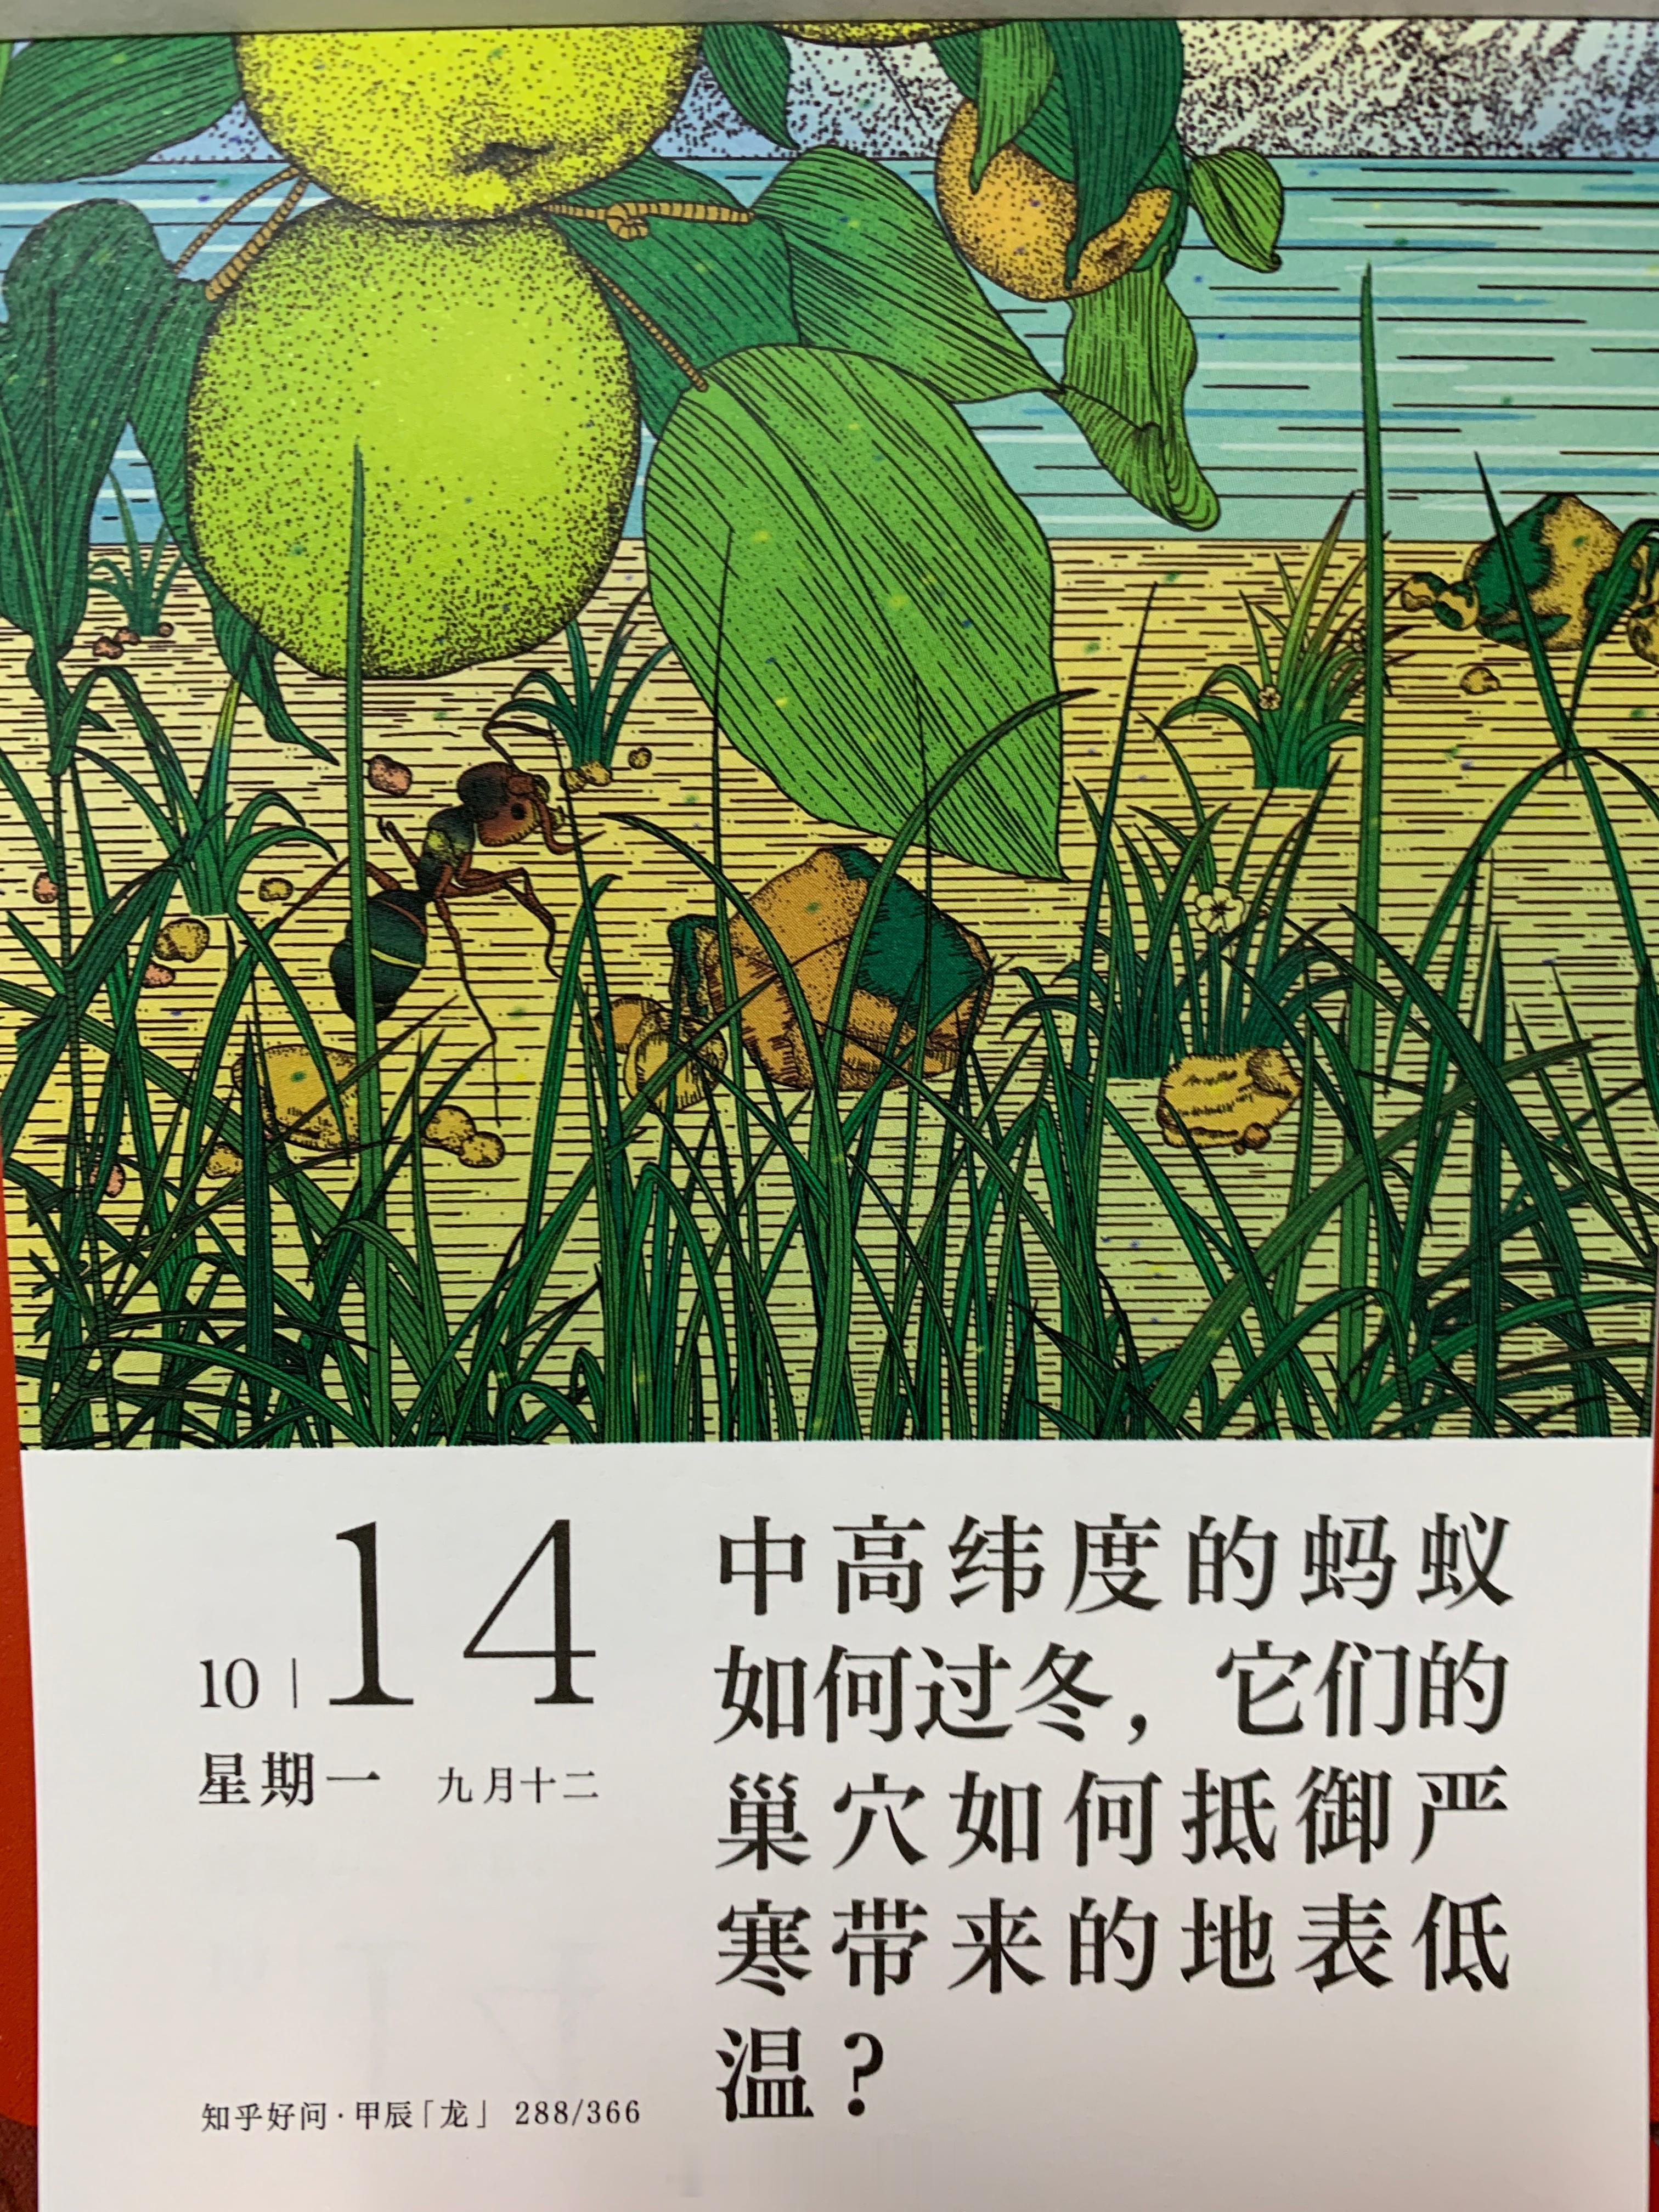 10 | 14
星期一 九月十二
中高纬度的蚂蚁
如何过冬，它们的
巢穴如何抵御严
寒带来的地表低
温？
知乎好问·甲辰「龙」 288/366